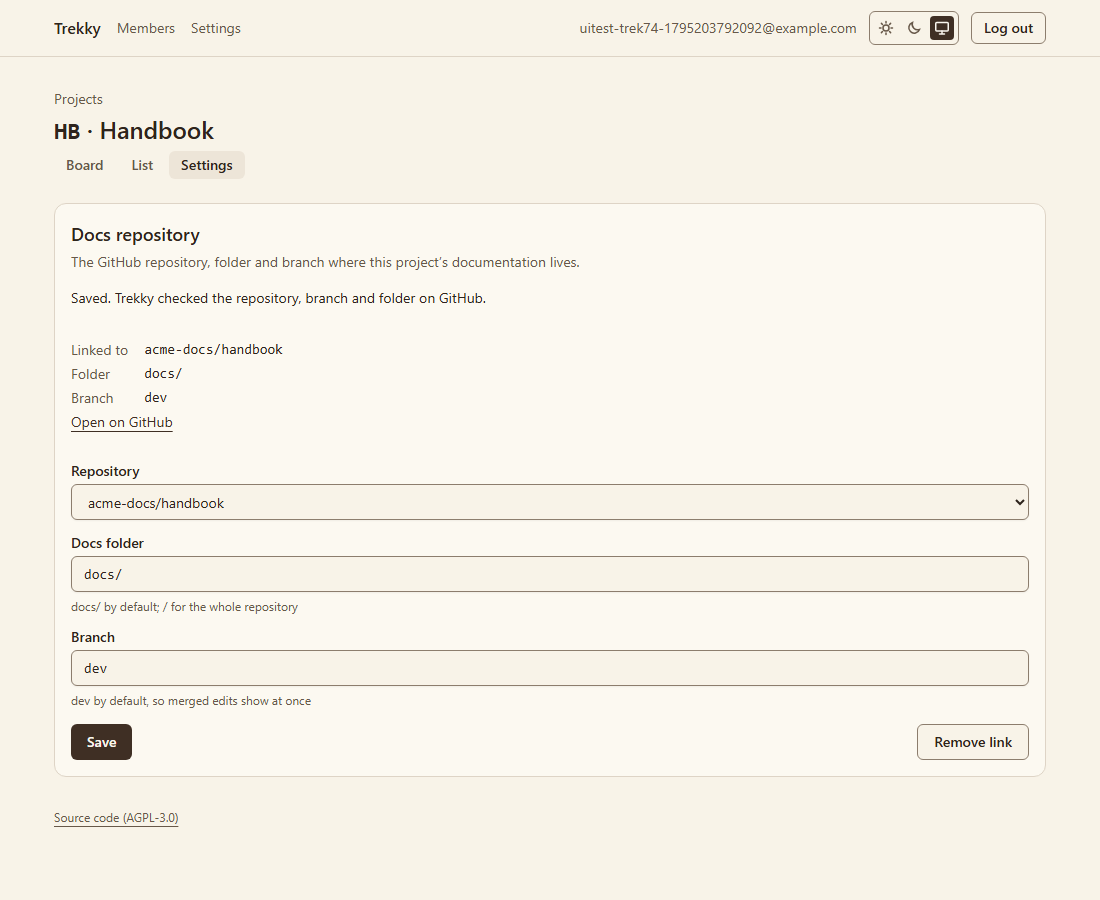 Trekky Members Settings uitest-trek74-1795203792092@example.com Log out
Projects
HB · Handbook
Board List Settings
Docs repository
The GitHub repository, folder and branch where this project's documentation lives.
Saved. Trekky checked the repository, branch and folder on GitHub.
Linked to acme-docs/handbook
Folder docs/
Branch dev
Open on GitHub
Repository
acme-docs/handbook
Docs folder
docs/
docs/ by default; / for the whole repository
Branch
dev
dev by default, so merged edits show at once
Save Remove link
Source code (AGPL-3.0)